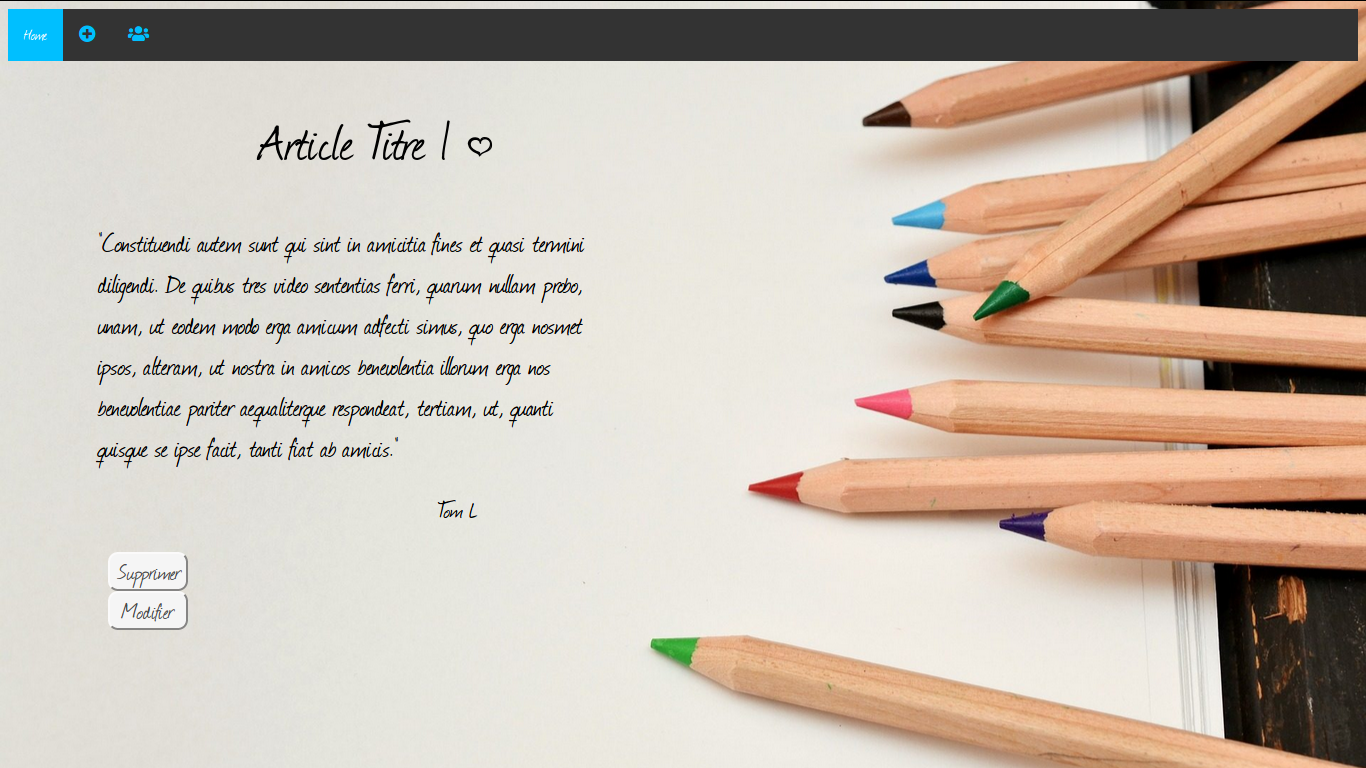 Home
Article Titre 1
"Constituendi autem sunt qui sint in amicitia fines et quasi termini
diligendi. De quibus tres video sententias ferri, quarum nullam probo,
unam, ut eodem modo erga amicum adfecti simus, quo erga nosmet
ipsos, alteram, ut nostra in amicos benevolentia illorum erga nos
benevolentiae pariter aequaliterque respondeat, tertiam, ut, quanti
quisque se ipse facit, tanti fiat ab amicis."
Tom L
Supprimer
Modifier